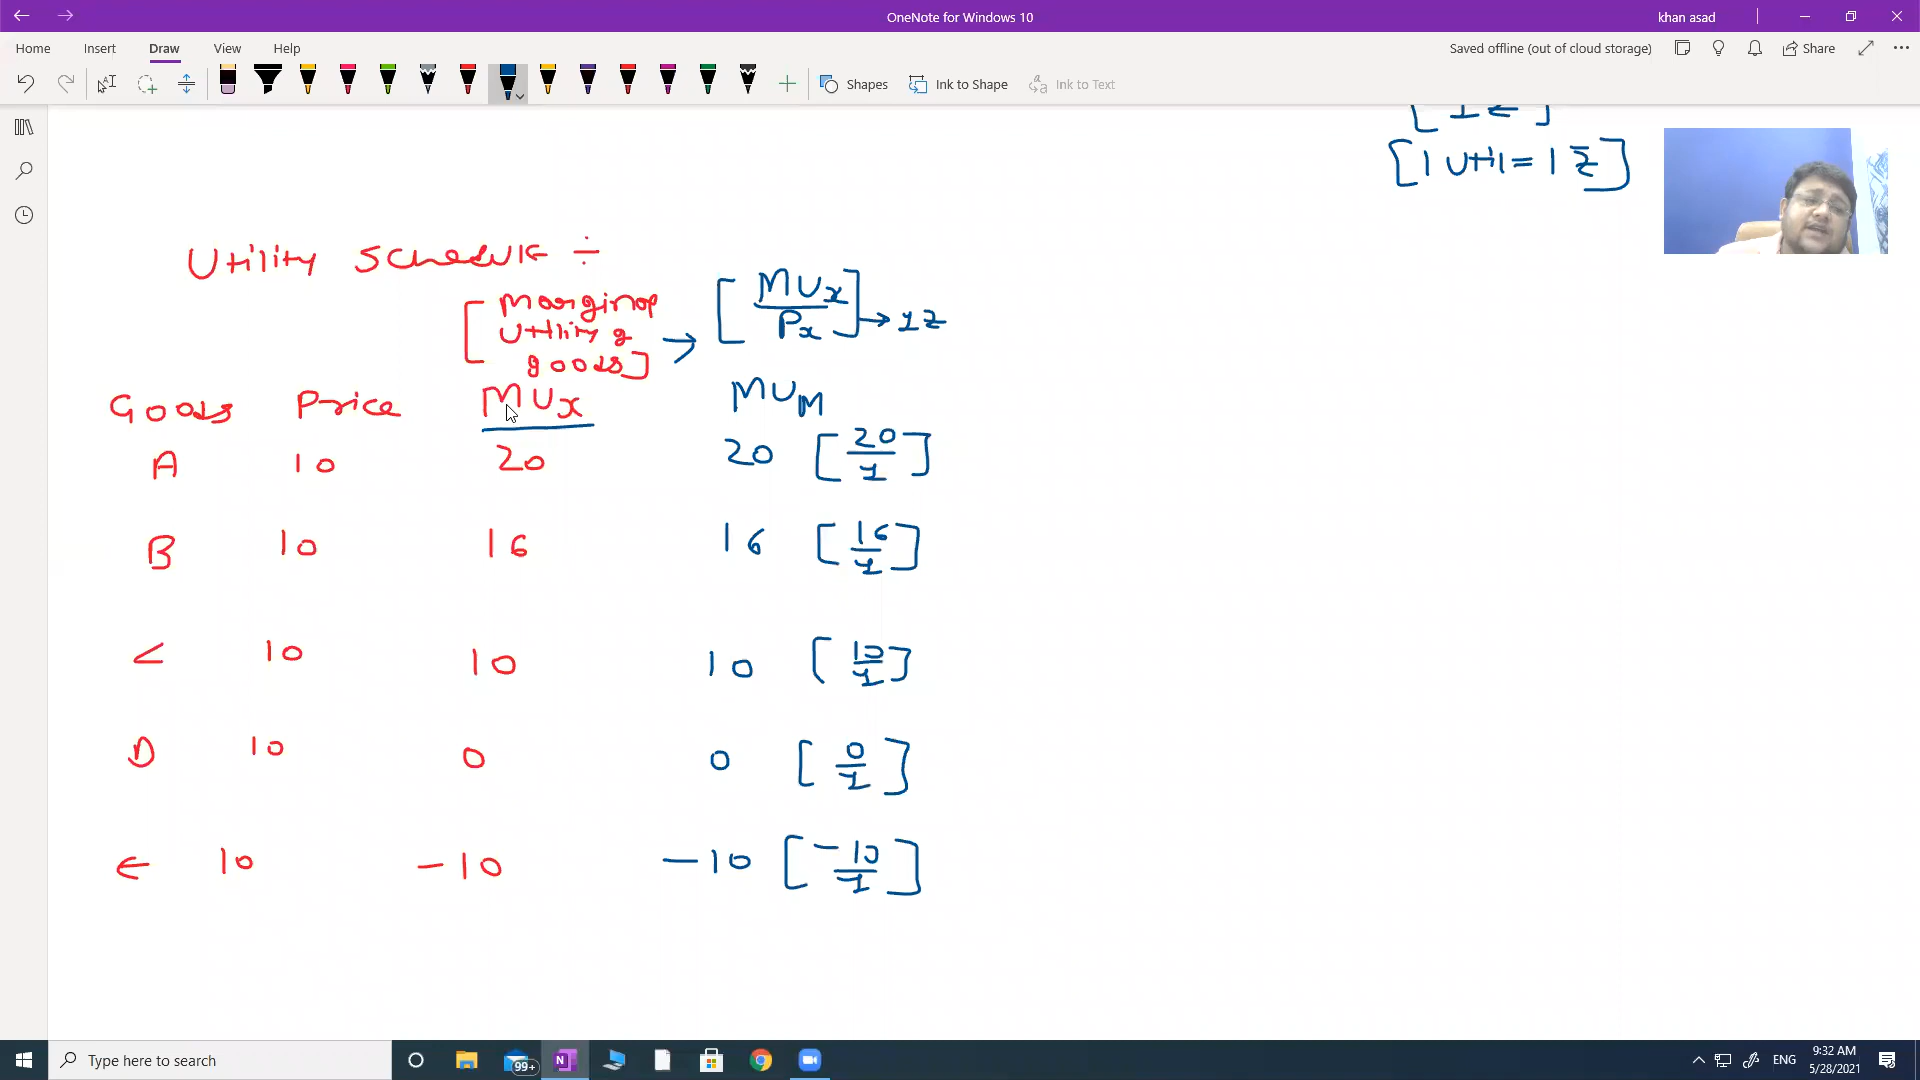 OneNote for Windows 10
khan asad
Home Insert Draw View Help
Saved offline (out of cloud storage)
Share
Shapes
Ink to Shape
Ink to Text
[1 Util = 1 ₹]
Utility Schedule ÷
[Marginal
Utility of
goods]
→ [MUx / Px] → 1₹
Goods Price MUx MUM
A 10 20 20 [20/1]
B 10 16 16 [16/1]
C 10 10 10 [10/1]
D 10 0 0 [0/1]
E 10 -10 -10 [-10/1]
Type here to search
99+
ENG
9:32 AM
5/28/2021